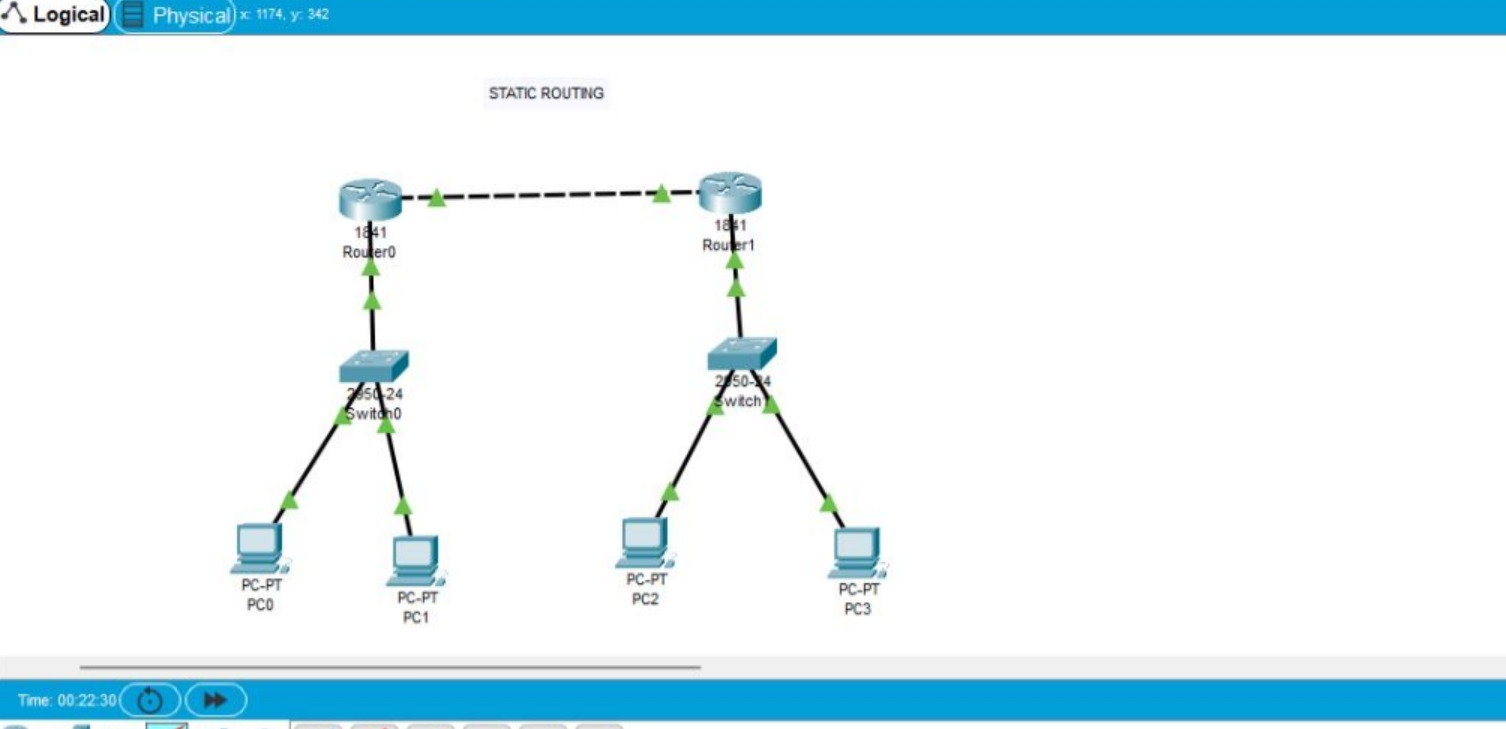 Logical Physical x: 1174, y: 342
STATIC ROUTING
1841
Router0
1841
Router1
2950-24
Switch0
2950-24
Switch1
PC-PT
PC0
PC-PT
PC1
PC-PT
PC2
PC-PT
PC3
Time: 00:22:30